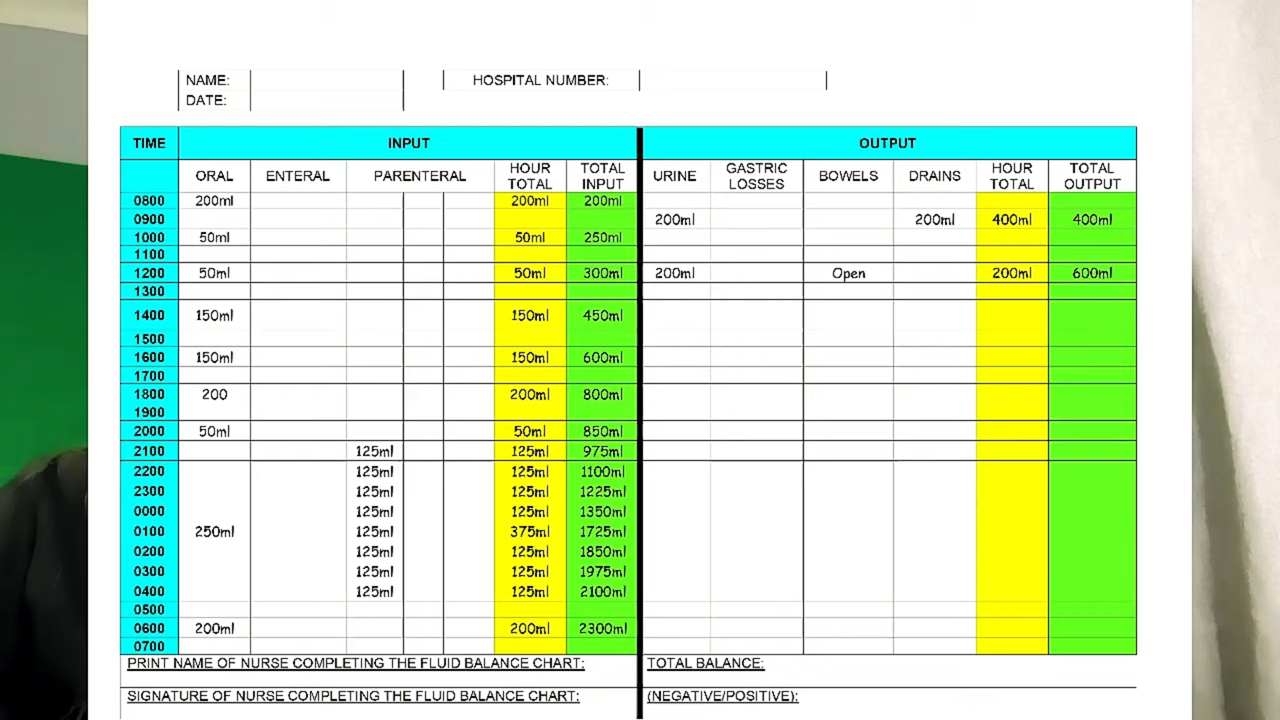 NAME: HOSPITAL NUMBER:
DATE:
TIME INPUT OUTPUT
ORAL ENTERAL PARENTERAL HOUR TOTAL TOTAL INPUT URINE GASTRIC LOSSES BOWELS DRAINS HOUR TOTAL TOTAL OUTPUT
0800 200ml 200ml 200ml
0900 200ml 200ml 400ml 400ml
1000 50ml 50ml 250ml
1100
1200 50ml 50ml 300ml 200ml Open 200ml 600ml
1300
1400 150ml 150ml 450ml
1500
1600 150ml 150ml 600ml
1700
1800 200 200ml 800ml
1900
2000 50ml 50ml 850ml
2100 125ml 125ml 975ml
2200 125ml 125ml 1100ml
2300 125ml 125ml 1225ml
0000 125ml 125ml 1350ml
0100 250ml 125ml 375ml 1725ml
0200 125ml 125ml 1850ml
0300 125ml 125ml 1975ml
0400 125ml 125ml 2100ml
0500
0600 200ml 200ml 2300ml
0700
PRINT NAME OF NURSE COMPLETING THE FLUID BALANCE CHART: TOTAL BALANCE:
SIGNATURE OF NURSE COMPLETING THE FLUID BALANCE CHART: (NEGATIVE/POSITIVE):